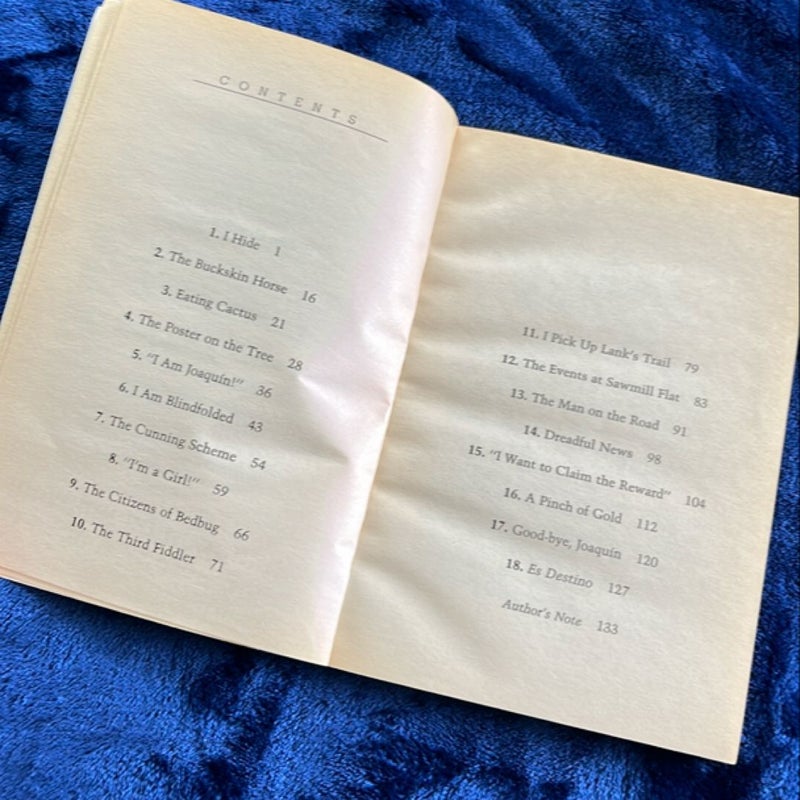 CONTENTS
1. I Hide 1
2. The Buckskin Horse 16
3. Eating Cactus 21
4. The Poster on the Tree 28
5. "I Am Joaquín!" 36
6. I Am Blindfolded 43
7. The Cunning Scheme 54
8. "I'm a Girl!" 59
9. The Citizens of Bedbug 66
10. The Third Fiddler 71
11. I Pick Up Lank's Trail 79
12. The Events at Sawmill Flat 83
13. The Man on the Road 91
14. Dreadful News 98
15. "I Want to Claim the Reward" 104
16. A Pinch of Gold 112
17. Good-bye, Joaquín 120
18. Es Destino 127
Author's Note 133